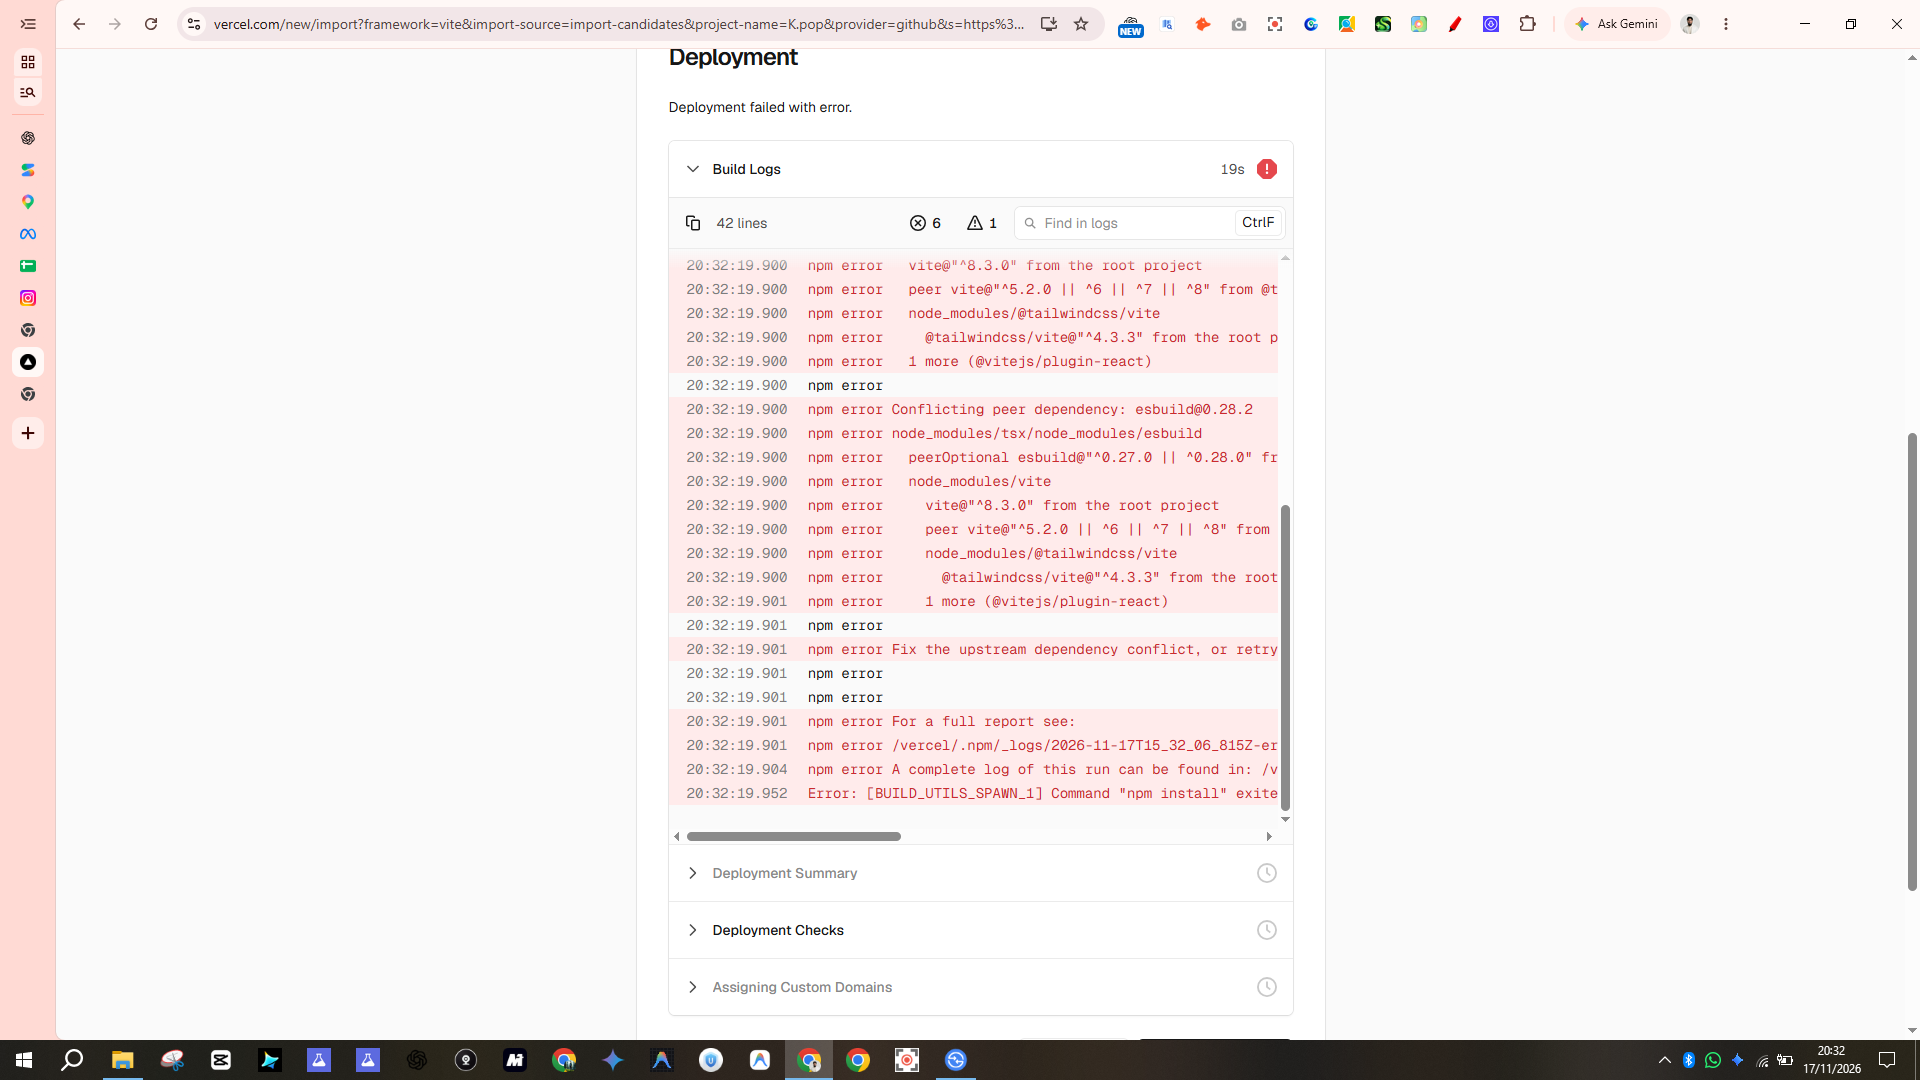 vercel.com/new/import?framework=vite&import-source=import-candidates&project-name=K.pop&provider=github&s=https%3...
NEW
Ask Gemini
Deployment
Deployment failed with error.
Build Logs
19s
42 lines
6
1
Find in logs
CtrlF
20:32:19.900 npm error   vite@"^8.3.0" from the root project
20:32:19.900 npm error   peer vite@"^5.2.0 || ^6 || ^7 || ^8" from @t
20:32:19.900 npm error   node_modules/@tailwindcss/vite
20:32:19.900 npm error     @tailwindcss/vite@"^4.3.3" from the root p
20:32:19.900 npm error   1 more (@vitejs/plugin-react)
20:32:19.900 npm error
20:32:19.900 npm error Conflicting peer dependency: esbuild@0.28.2
20:32:19.900 npm error node_modules/tsx/node_modules/esbuild
20:32:19.900 npm error   peerOptional esbuild@"^0.27.0 || ^0.28.0" fr
20:32:19.900 npm error   node_modules/vite
20:32:19.900 npm error     vite@"^8.3.0" from the root project
20:32:19.900 npm error     peer vite@"^5.2.0 || ^6 || ^7 || ^8" from
20:32:19.900 npm error     node_modules/@tailwindcss/vite
20:32:19.900 npm error       @tailwindcss/vite@"^4.3.3" from the root
20:32:19.901 npm error     1 more (@vitejs/plugin-react)
20:32:19.901 npm error
20:32:19.901 npm error Fix the upstream dependency conflict, or retry
20:32:19.901 npm error
20:32:19.901 npm error
20:32:19.901 npm error For a full report see:
20:32:19.901 npm error /vercel/.npm/_logs/2026-11-17T15_32_06_815Z-er
20:32:19.904 npm error A complete log of this run can be found in: /v
20:32:19.952 Error: [BUILD_UTILS_SPAWN_1] Command "npm install" exite
Deployment Summary
Deployment Checks
Assigning Custom Domains
20:32
17/11/2026